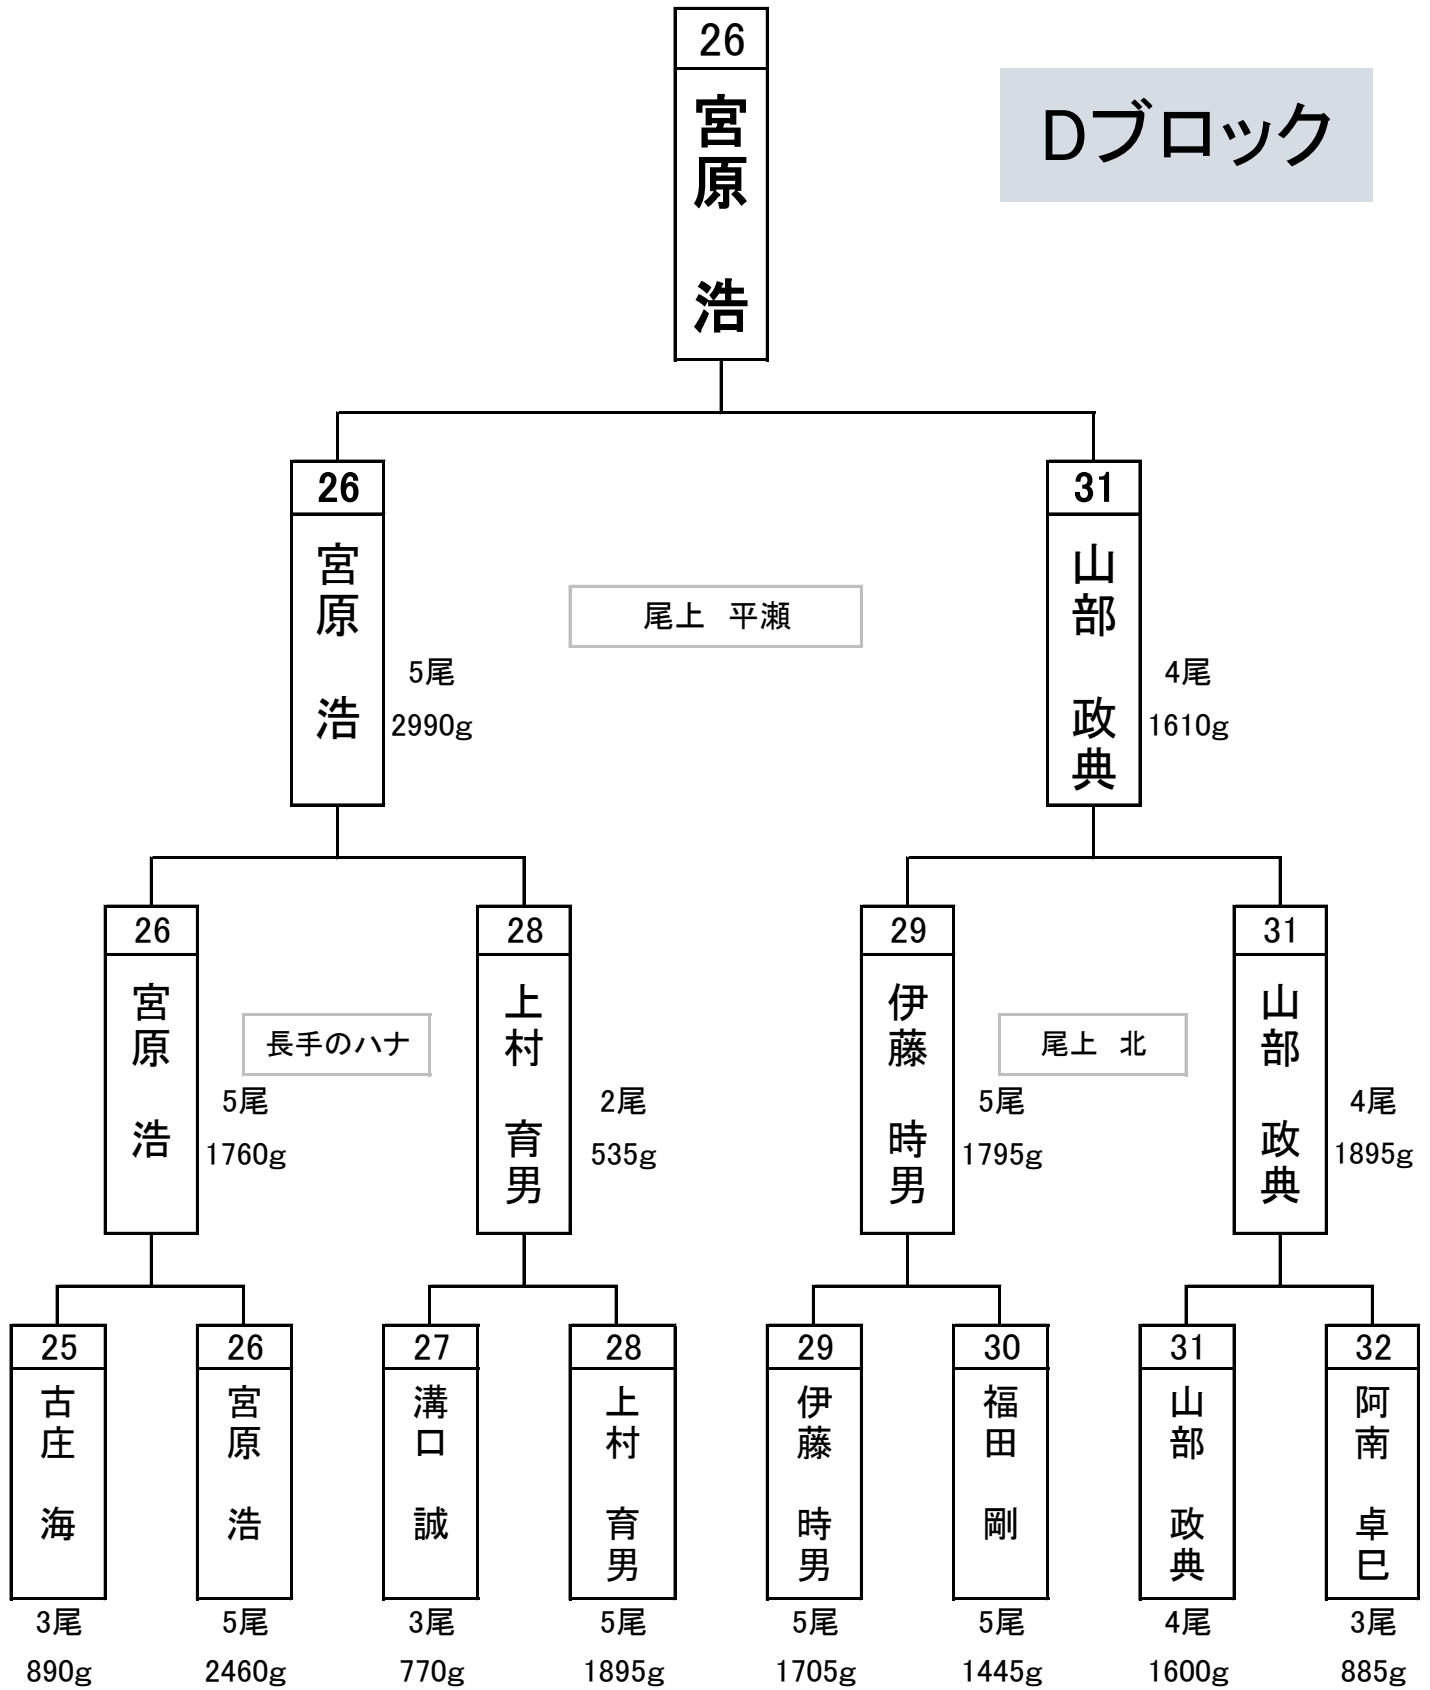 26
宮原 浩
Dブロック
26
宮原 浩
5尾
2990g
尾上 平瀬
31
山部 政典
4尾
1610g
26
宮原 浩
5尾
1760g
長手のハナ
28
上村 育男
2尾
535g
29
伊藤 時男
5尾
1795g
尾上 北
31
山部 政典
4尾
1895g
25
古庄 海
3尾
890g
26
宮原 浩
5尾
2460g
27
溝口 誠
3尾
770g
28
上村 育男
5尾
1895g
29
伊藤 時男
5尾
1705g
30
福田 剛
5尾
1445g
31
山部 政典
4尾
1600g
32
阿南 卓巳
3尾
885g